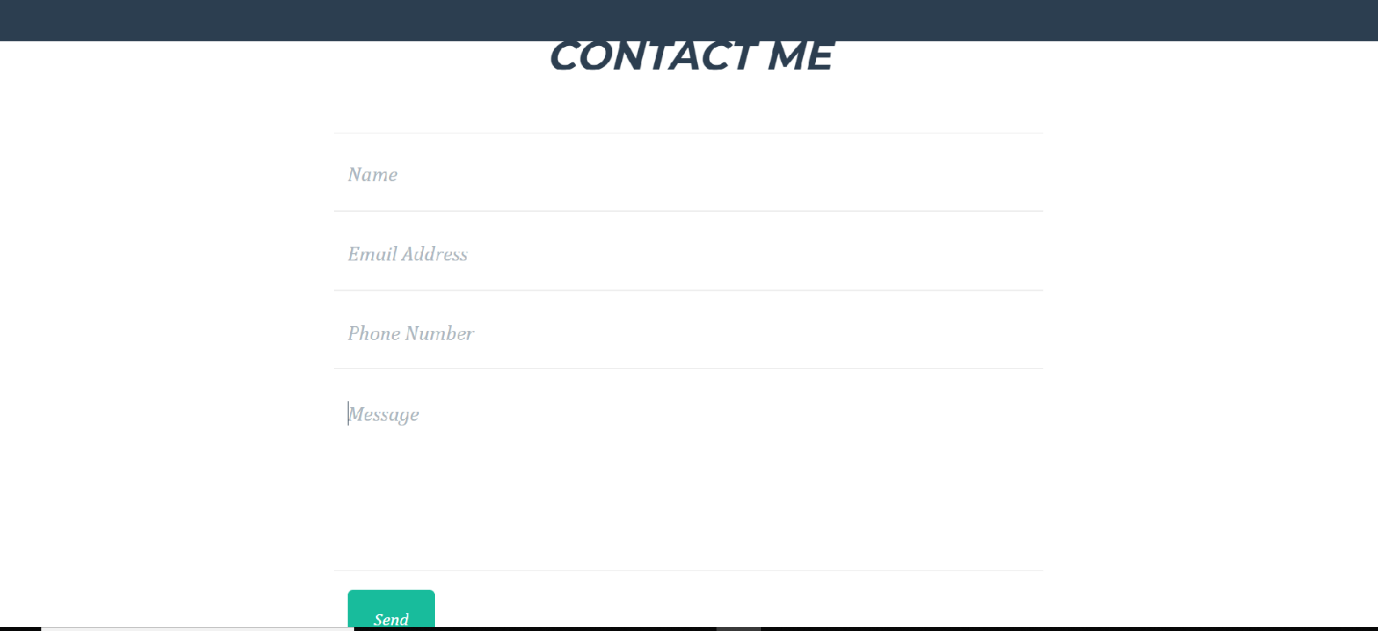 CONTACT ME
Name
Email Address
Phone Number
Message
Send